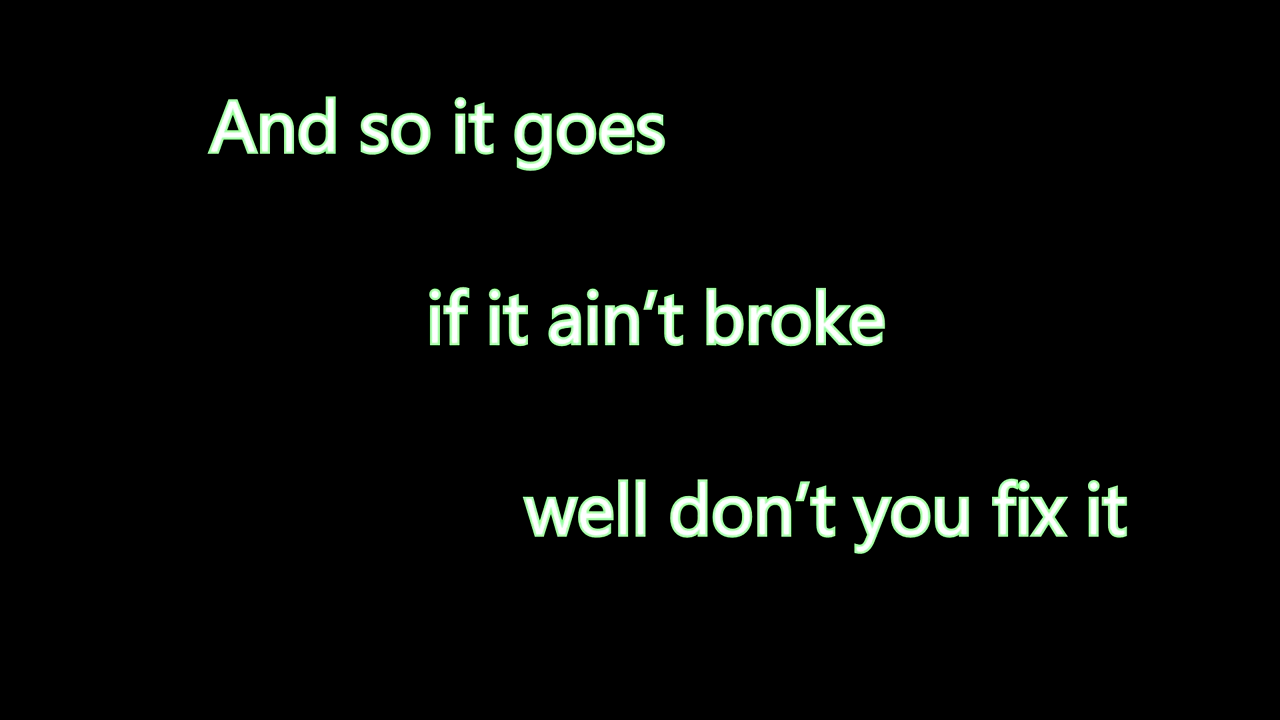 And so it goes
if it ain’t broke
well don’t you fix it